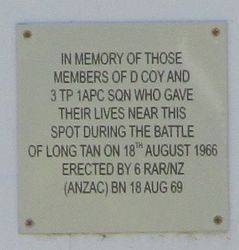 IN MEMORY OF THOSE
MEMBERS OF D COY AND
3 TP 1APC SQN WHO GAVE
THEIR LIVES NEAR THIS
SPOT DURING THE BATTLE
OF LONG TAN ON 18TH AUGUST 1966
ERECTED BY 6 RAR/NZ
(ANZAC) BN 18 AUG 69